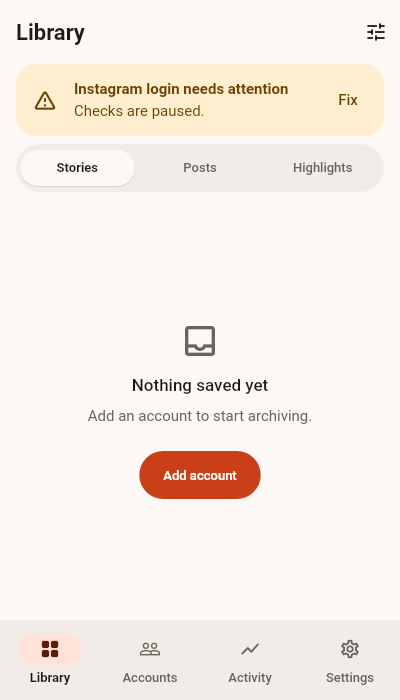 Library
Instagram login needs attention
Checks are paused.
Fix
Stories
Posts
Highlights
Nothing saved yet
Add an account to start archiving.
Add account
Library
Accounts
Activity
Settings